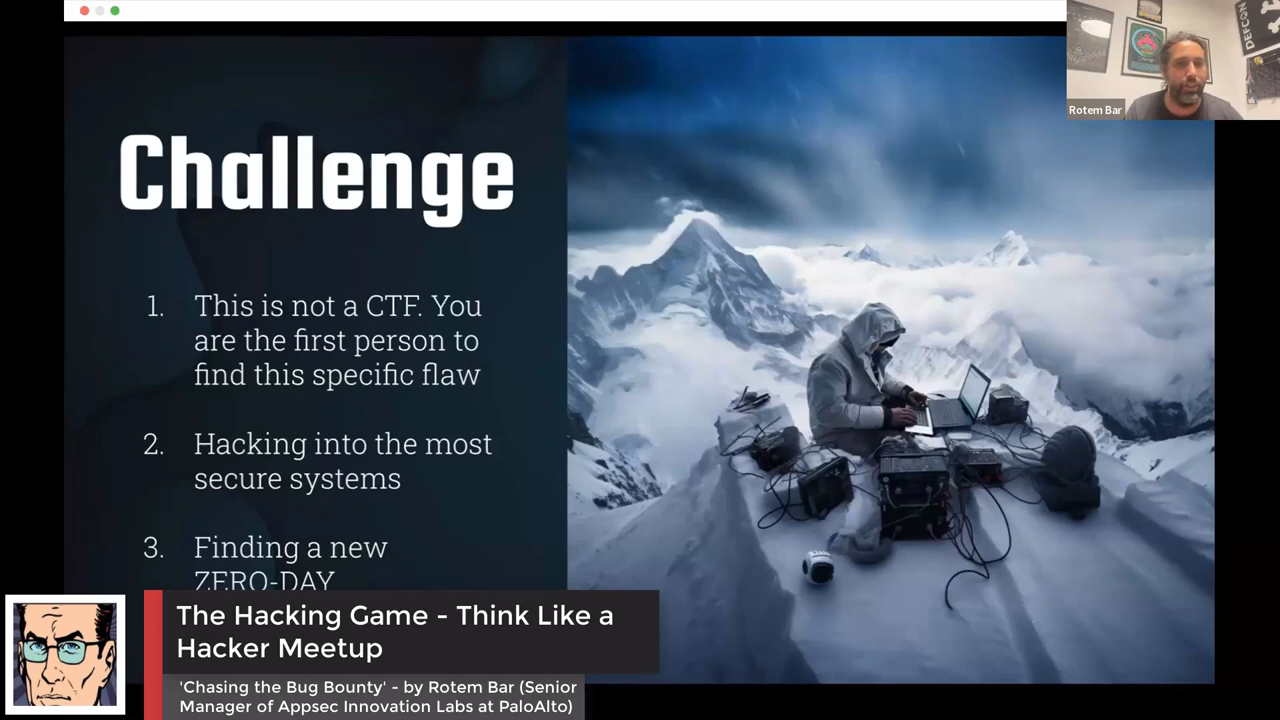 Challenge
1. This is not a CTF. You
are the first person to
find this specific flaw
2. Hacking into the most
secure systems
3. Finding a new
ZERO-DAY
DEFCON
Rotem Bar
The Hacking Game - Think Like a
Hacker Meetup
'Chasing the Bug Bounty' - by Rotem Bar (Senior
Manager of Appsec Innovation Labs at PaloAlto)